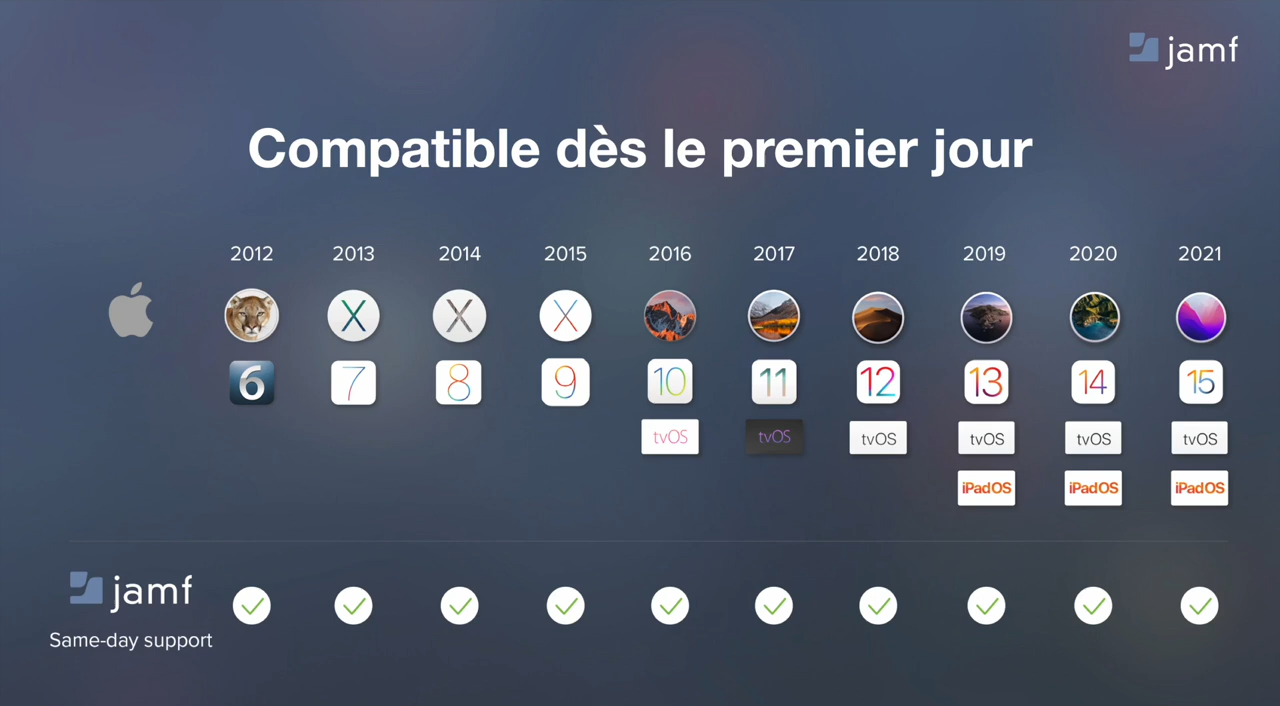 jamf
Compatible dès le premier jour
2012 2013 2014 2015 2016 2017 2018 2019 2020 2021
X X X
6 7 8 9 10 11 12 13 14 15
tvOS tvOS tvOS tvOS tvOS tvOS
iPadOS iPadOS iPadOS
jamf
Same-day support